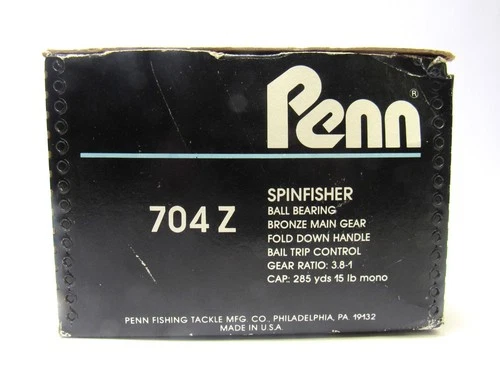 Penn®
704 Z
SPINFISHER
BALL BEARING
BRONZE MAIN GEAR
FOLD DOWN HANDLE
BAIL TRIP CONTROL
GEAR RATIO: 3.8-1
CAP: 285 yds 15 lb mono
PENN FISHING TACKLE MFG. CO., PHILADELPHIA, PA 19132
MADE IN U.S.A.